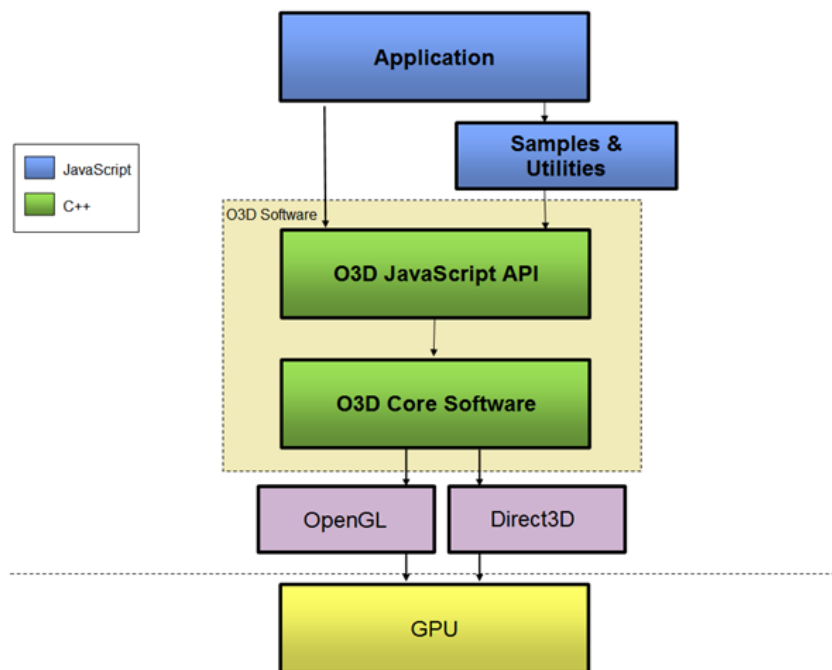 Application
Samples &
Utilities
JavaScript
C++
O3D Software
O3D JavaScript API
O3D Core Software
OpenGL
Direct3D
GPU